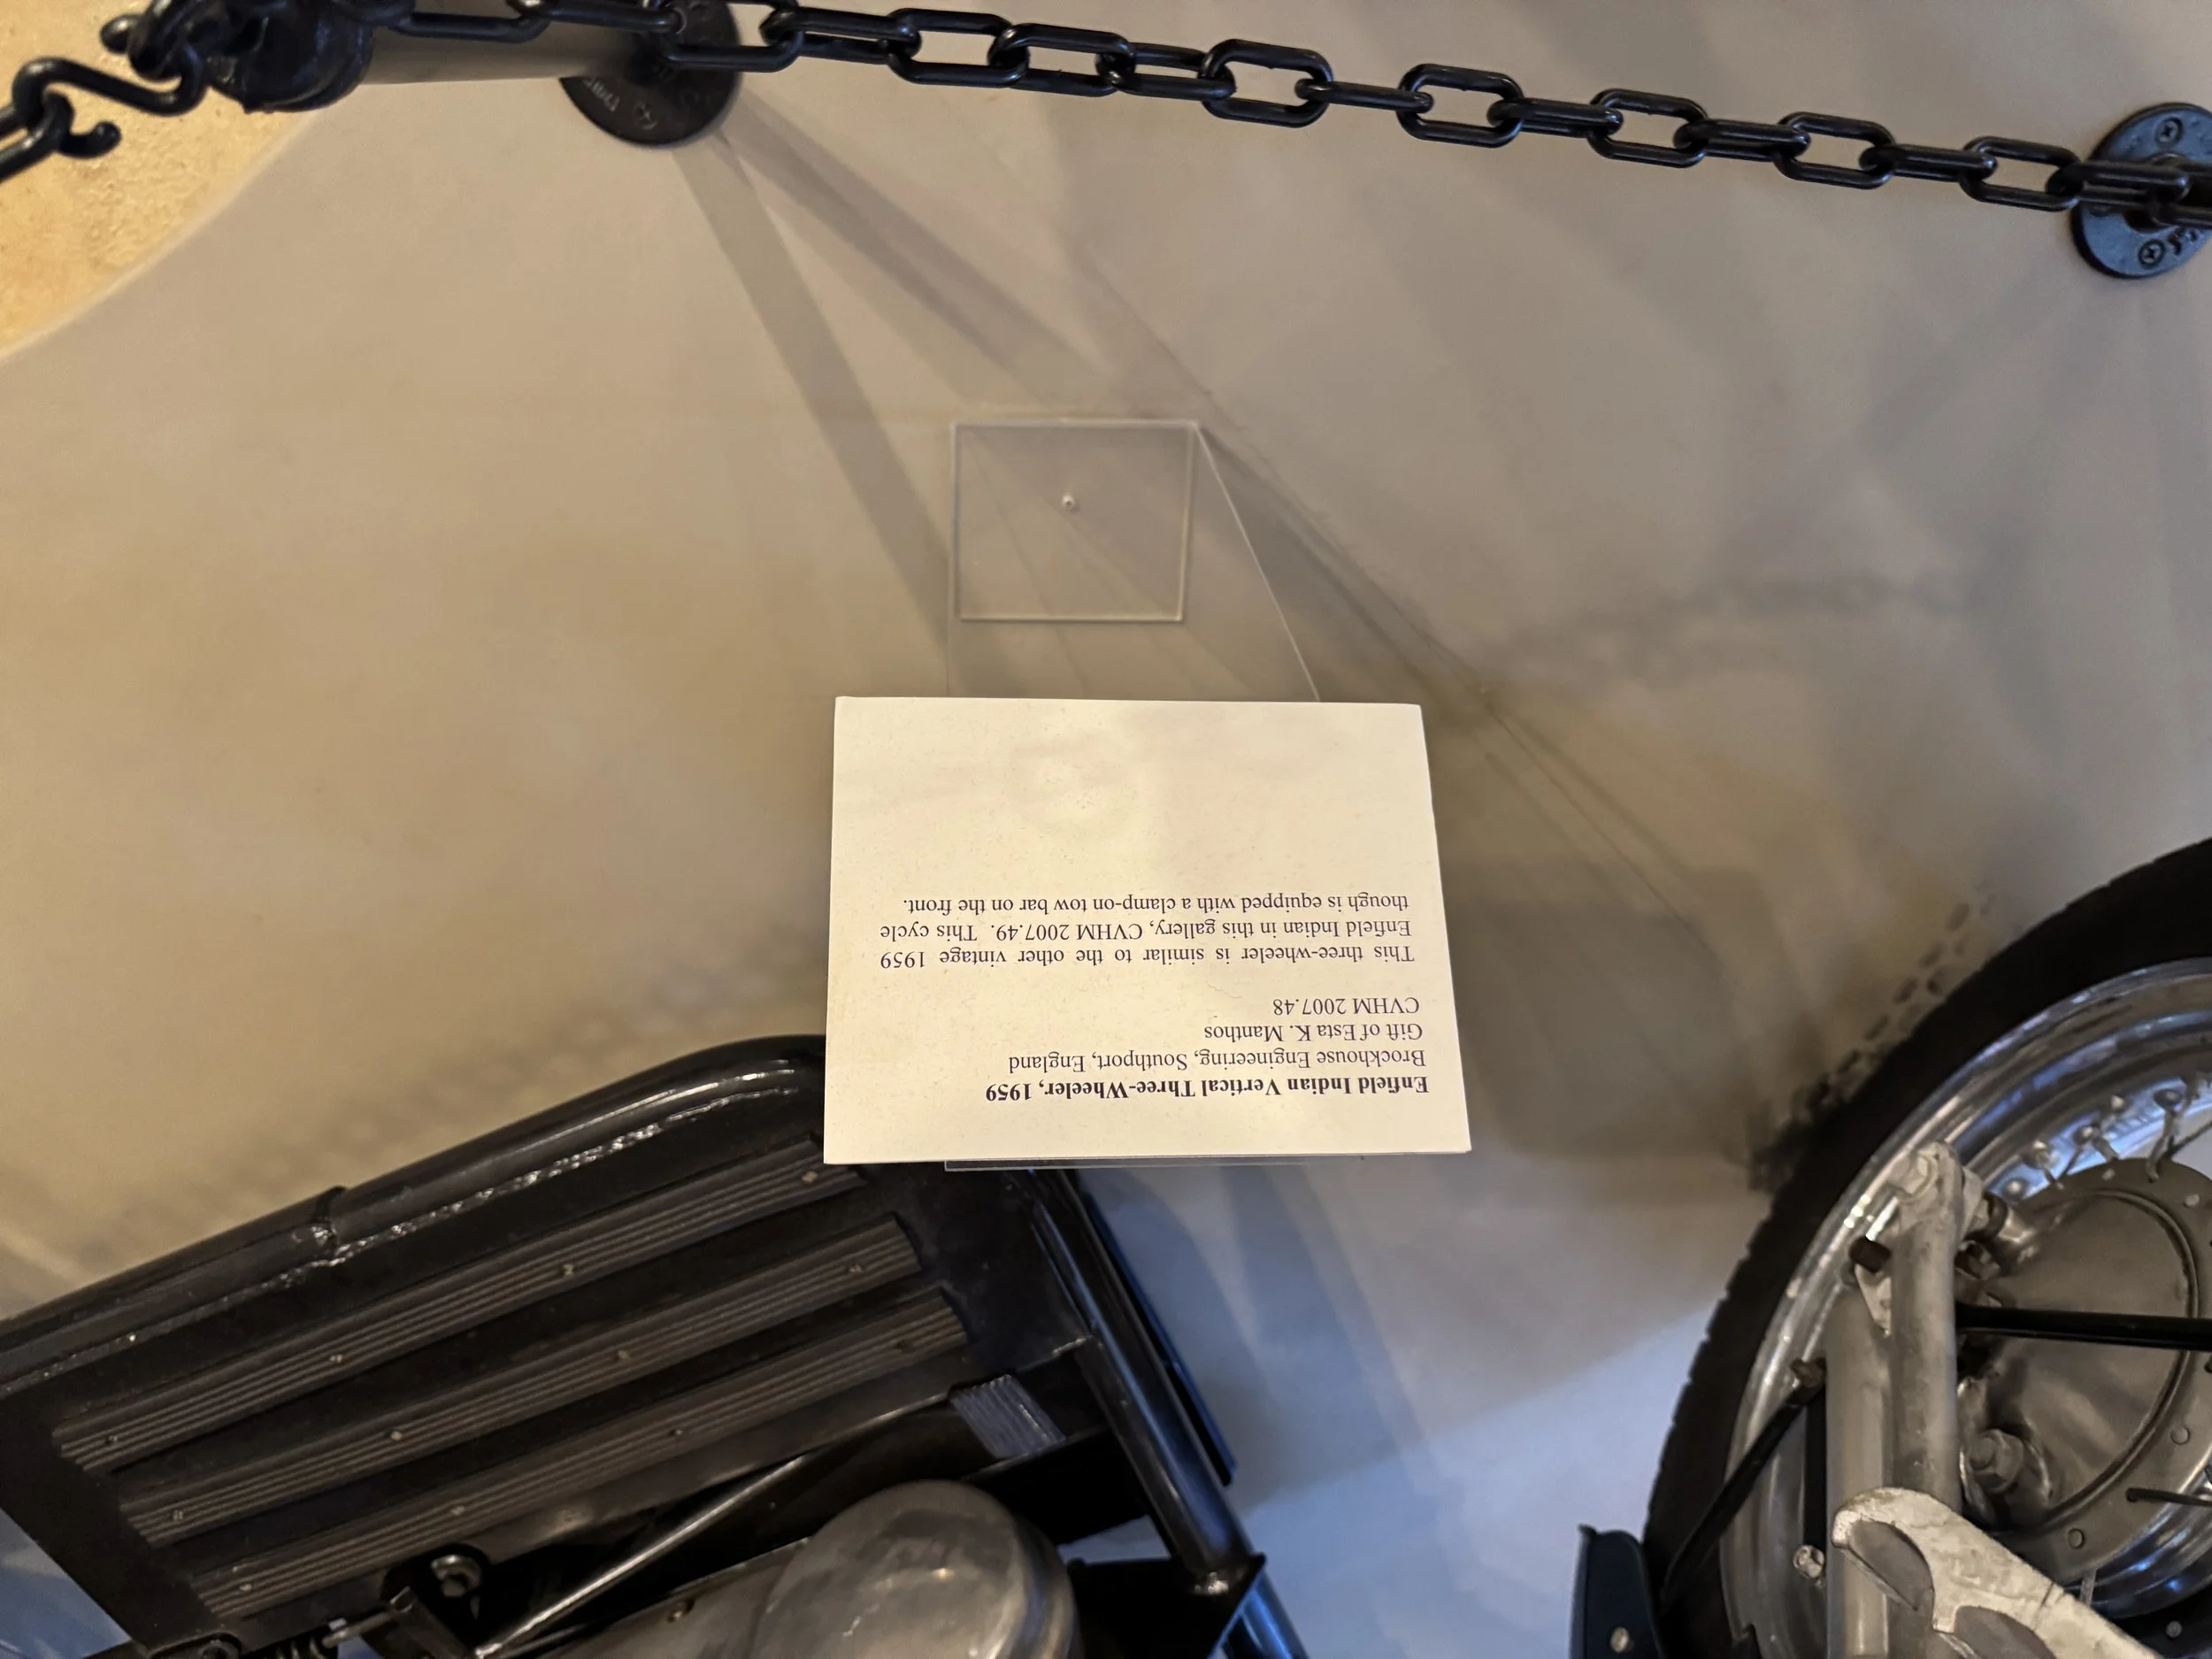 Enfield Indian Vertical Three-Wheeler, 1959
Brockhouse Engineering, Southport, England
Gift of Esta K. Manthos
CVHM 2007.48
This three-wheeler is similar to the other vintage 1959
Enfield Indian in this gallery, CVHM 2007.49. This cycle
though is equipped with a clamp-on tow bar on the front.